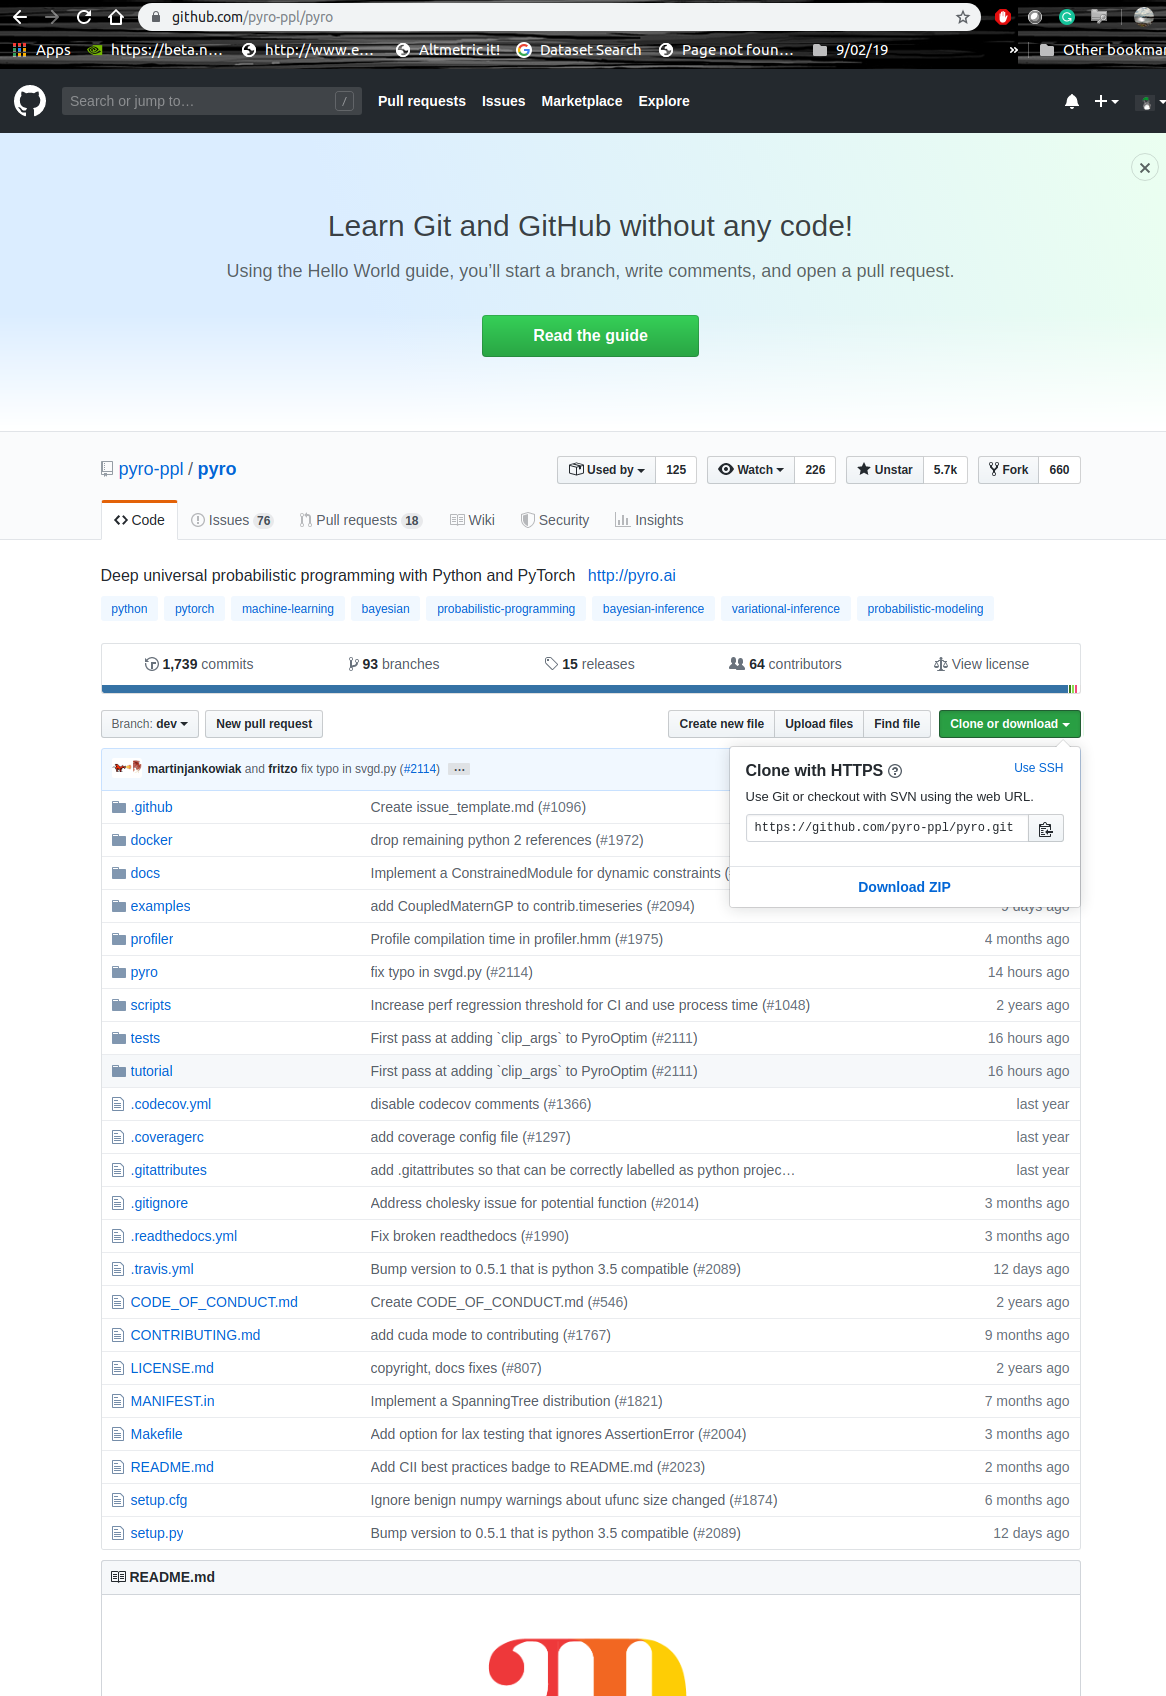 github.com/pyro-ppl/pyro
Apps https://beta.n... http://www.e... Altmetric it! Dataset Search Page not foun... 9/02/19 » Other bookmar
Search or jump to… / Pull requests Issues Marketplace Explore
Learn Git and GitHub without any code!
Using the Hello World guide, you’ll start a branch, write comments, and open a pull request.
Read the guide
pyro-ppl / pyro Used by 125 Watch 226 Unstar 5.7k Fork 660
Code Issues 76 Pull requests 18 Wiki Security Insights
Deep universal probabilistic programming with Python and PyTorch http://pyro.ai
python pytorch machine-learning bayesian probabilistic-programming bayesian-inference variational-inference probabilistic-modeling
1,739 commits 93 branches 15 releases 64 contributors View license
Branch: dev New pull request Create new file Upload files Find file Clone or download
martinjankowiak and fritzo fix typo in svgd.py (#2114) …
Clone with HTTPS Use SSH
Use Git or checkout with SVN using the web URL.
https://github.com/pyro-ppl/pyro.git
Download ZIP
.github Create issue_template.md (#1096)
docker drop remaining python 2 references (#1972)
docs Implement a ConstrainedModule for dynamic constraints (
examples add CoupledMaternGP to contrib.timeseries (#2094) 9 days ago
profiler Profile compilation time in profiler.hmm (#1975) 4 months ago
pyro fix typo in svgd.py (#2114) 14 hours ago
scripts Increase perf regression threshold for CI and use process time (#1048) 2 years ago
tests First pass at adding `clip_args` to PyroOptim (#2111) 16 hours ago
tutorial First pass at adding `clip_args` to PyroOptim (#2111) 16 hours ago
.codecov.yml disable codecov comments (#1366) last year
.coveragerc add coverage config file (#1297) last year
.gitattributes add .gitattributes so that can be correctly labelled as python projec… last year
.gitignore Address cholesky issue for potential function (#2014) 3 months ago
.readthedocs.yml Fix broken readthedocs (#1990) 3 months ago
.travis.yml Bump version to 0.5.1 that is python 3.5 compatible (#2089) 12 days ago
CODE_OF_CONDUCT.md Create CODE_OF_CONDUCT.md (#546) 2 years ago
CONTRIBUTING.md add cuda mode to contributing (#1767) 9 months ago
LICENSE.md copyright, docs fixes (#807) 2 years ago
MANIFEST.in Implement a SpanningTree distribution (#1821) 7 months ago
Makefile Add option for lax testing that ignores AssertionError (#2004) 3 months ago
README.md Add CII best practices badge to README.md (#2023) 2 months ago
setup.cfg Ignore benign numpy warnings about ufunc size changed (#1874) 6 months ago
setup.py Bump version to 0.5.1 that is python 3.5 compatible (#2089) 12 days ago
README.md